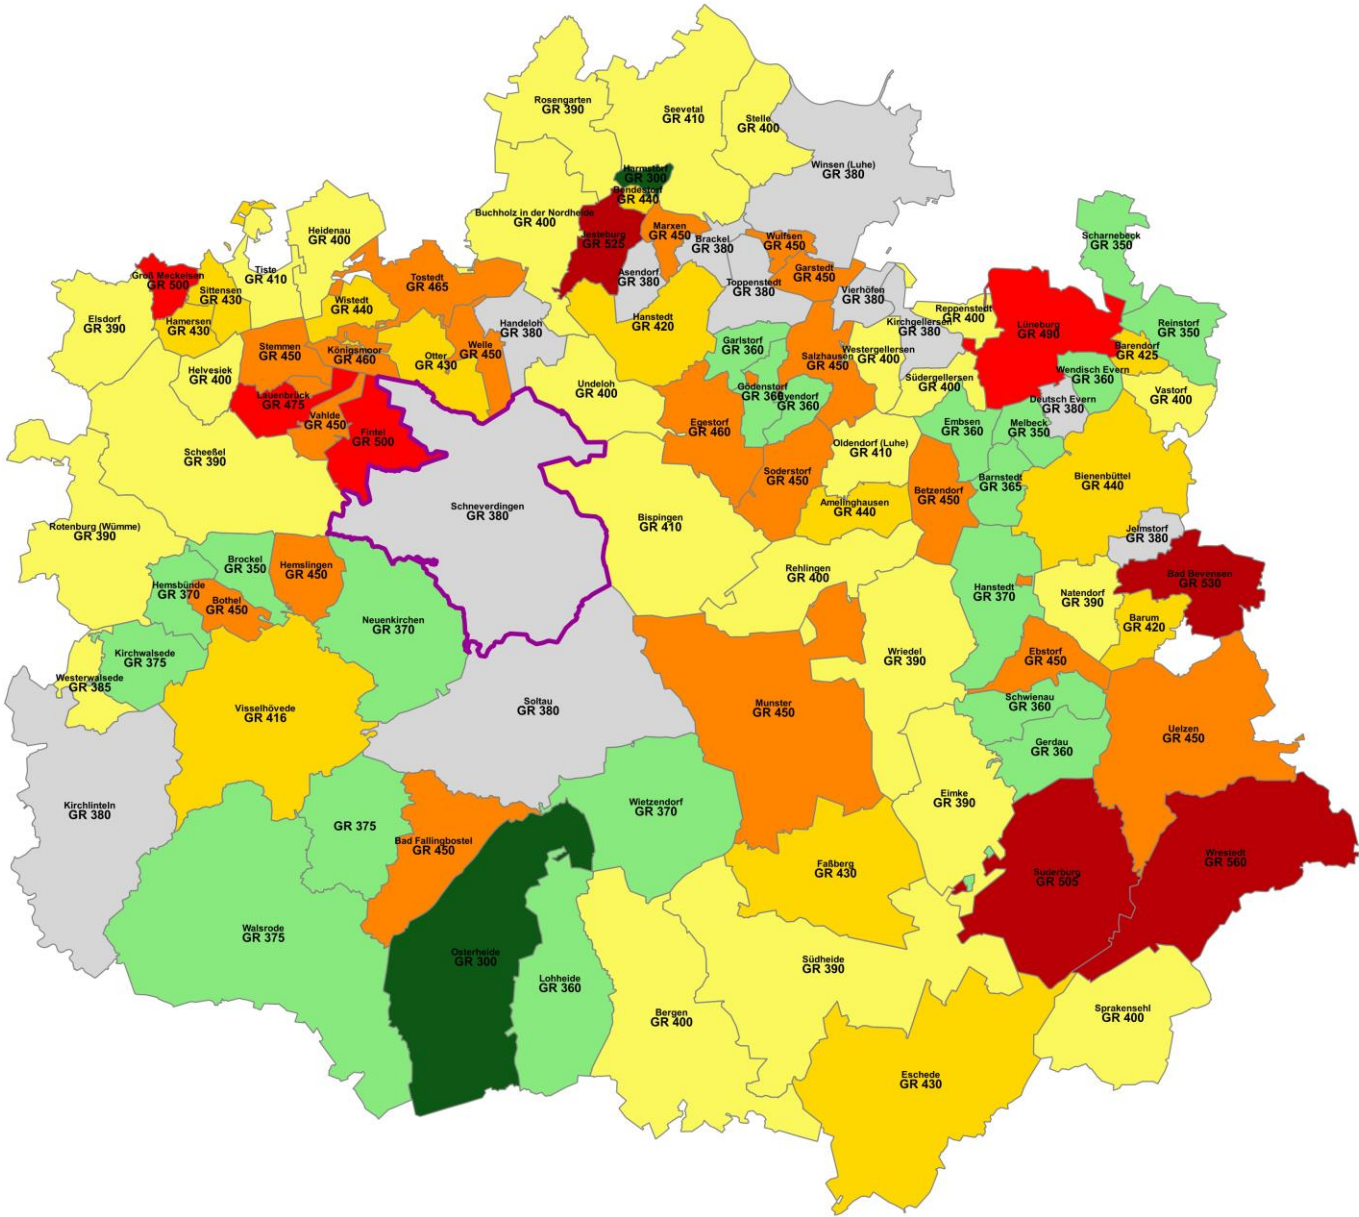 Rosengarten
GR 390
Seevetal
GR 410
Stelle
GR 400
Winsen (Luhe)
GR 380
Harmstorf
GR 300
Bendestorf
GR 440
Buchholz in der Nordheide
GR 400
Jesteburg
GR 525
Marxen
GR 450
Brackel
GR 380
Wulfsen
GR 450
Scharnebeck
GR 350
Heidenau
GR 400
Tiste
GR 410
Groß Meckelsen
GR 500
Sittensen
GR 430
Tostedt
GR 465
Asendorf
GR 380
Toppenstedt
GR 380
Garstedt
GR 450
Vierhöfen
GR 380
Elsdorf
GR 390
Hamersen
GR 430
Wistedt
GR 440
Handeloh
GR 380
Hanstedt
GR 420
Kirchgellersen
GR 380
Reppenstedt
GR 400
Lüneburg
GR 490
Reinstorf
GR 350
Stemmen
GR 450
Königsmoor
GR 460
Otter
GR 430
Welle
GR 450
Garlstorf
GR 360
Salzhausen
GR 450
Westergellersen
GR 400
Barendorf
GR 425
Helvesiek
GR 400
Undeloh
GR 400
Gödenstorf
GR 360
Eyendorf
GR 360
Südergellersen
GR 400
Wendisch Evern
GR 360
Vastorf
GR 400
Lauenbrück
GR 475
Vahlde
GR 450
Fintel
GR 500
Egestorf
GR 460
Deutsch Evern
GR 380
Embsen
GR 360
Melbeck
GR 350
Scheeßel
GR 390
Oldendorf (Luhe)
GR 410
Soderstorf
GR 450
Betzendorf
GR 450
Barnstedt
GR 365
Bienenbüttel
GR 440
Schneverdingen
GR 380
Bispingen
GR 410
Amelinghausen
GR 440
Rotenburg (Wümme)
GR 390
Jelmstorf
GR 380
Brockel
GR 350
Hemslingen
GR 450
Rehlingen
GR 400
Bad Bevensen
GR 530
Hemsbünde
GR 370
Bothel
GR 450
Hanstedt
GR 370
Natendorf
GR 390
Neuenkirchen
GR 370
Barum
GR 420
Kirchwalsede
GR 375
Wriedel
GR 390
Ebstorf
GR 450
Westerwalsede
GR 385
Visselhövede
GR 416
Soltau
GR 380
Munster
GR 450
Schwienau
GR 360
Gerdau
GR 360
Uelzen
GR 450
Kirchlinteln
GR 380
Wietzendorf
GR 370
Eimke
GR 390
GR 375
Bad Fallingbostel
GR 450
Faßberg
GR 430
Suderburg
GR 505
Wrestedt
GR 560
Walsrode
GR 375
Osterheide
GR 300
Lohheide
GR 360
Südheide
GR 390
Bergen
GR 400
Sprakensehl
GR 400
Eschede
GR 430